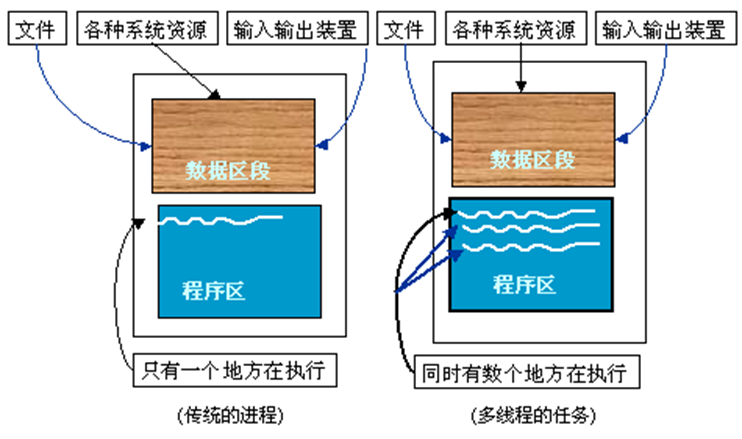 文件 各种系统资源 输入输出装置 文件 各种系统资源 输入输出装置
数据区段 数据区段
程序区 程序区
只有一个地方在执行 同时有数个地方在执行
(传统的进程) (多线程的任务)